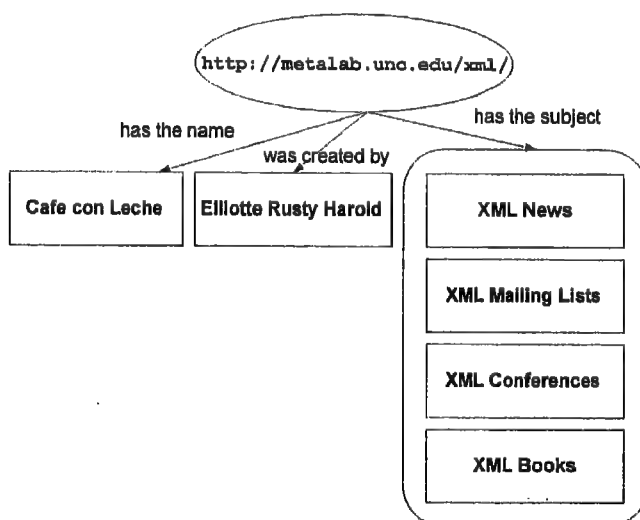 http://metalab.unc.edu/xml/
has the name
has the subject
was created by
Cafe con Leche
Elliotte Rusty Harold
XML News
XML Mailing Lists
XML Conferences
XML Books